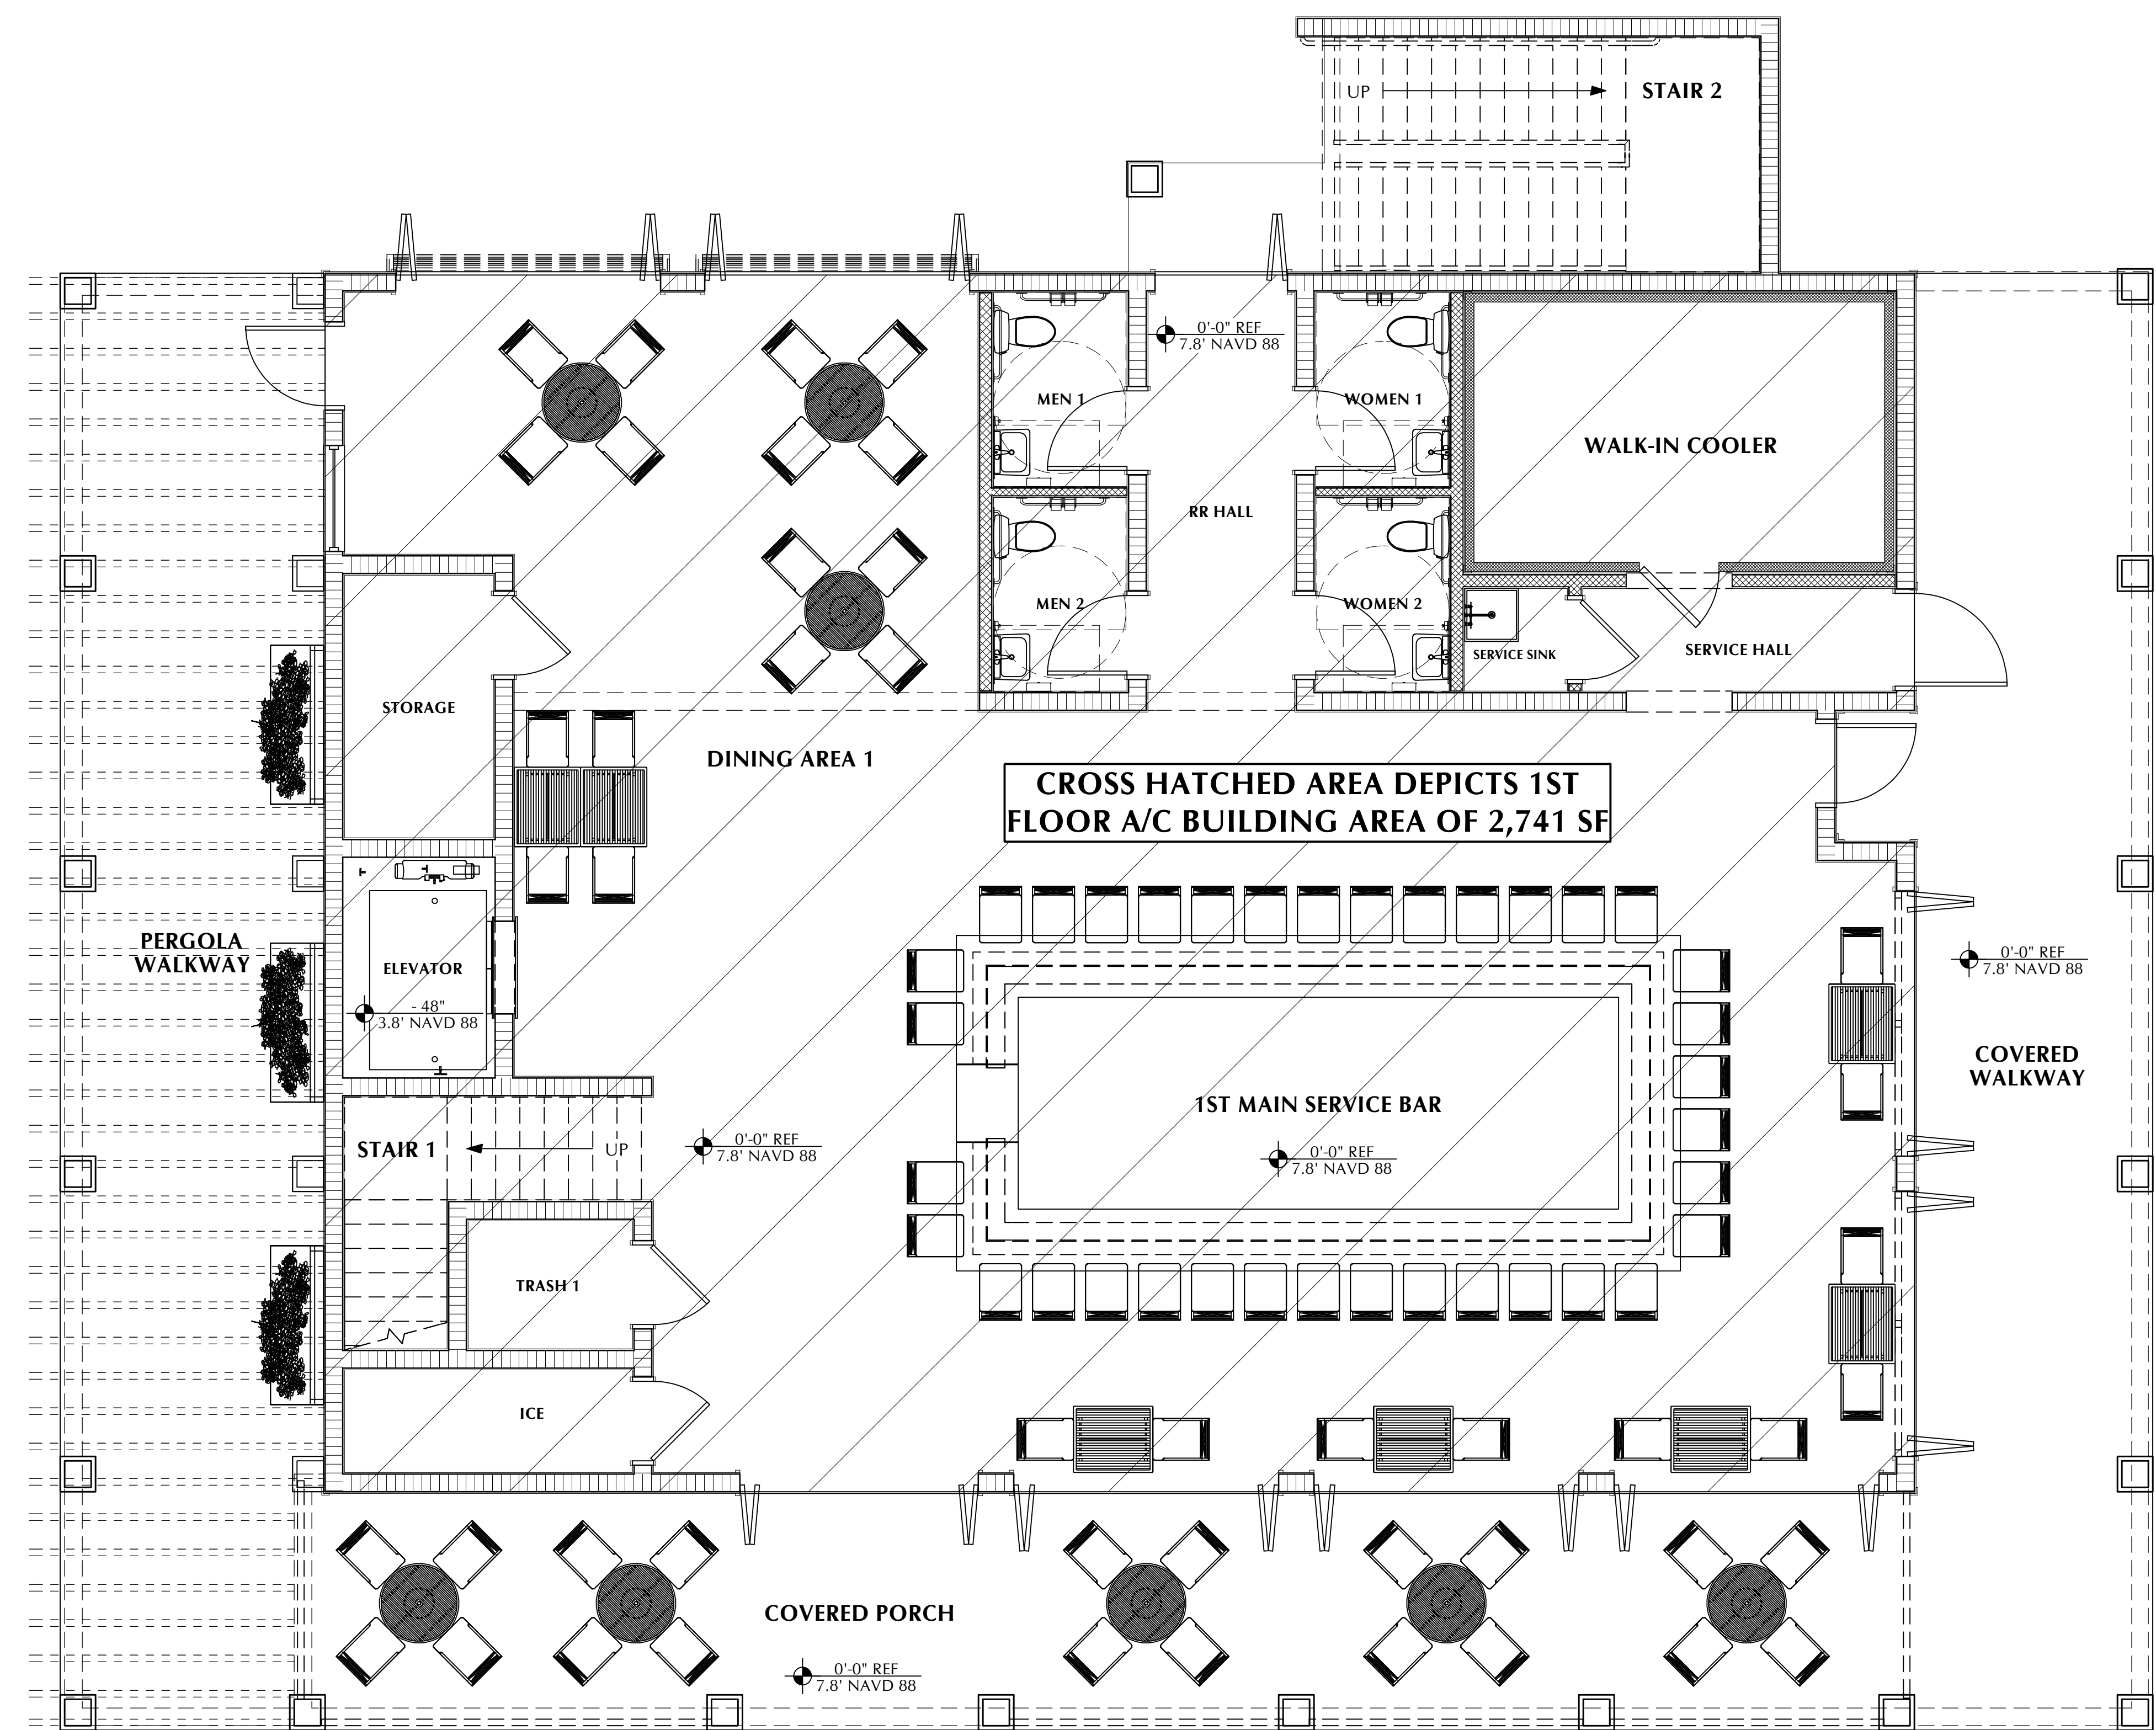 UP
STAIR 2
0'-0" REF
7.8' NAVD 88
MEN 1
WOMEN 1
WALK-IN COOLER
RR HALL
MEN 2
WOMEN 2
SERVICE SINK
SERVICE HALL
STORAGE
DINING AREA 1
CROSS HATCHED AREA DEPICTS 1ST
FLOOR A/C BUILDING AREA OF 2,741 SF
PERGOLA
WALKWAY
ELEVATOR
- 48"
3.8' NAVD 88
0'-0" REF
7.8' NAVD 88
COVERED
WALKWAY
1ST MAIN SERVICE BAR
0'-0" REF
7.8' NAVD 88
STAIR 1
UP
0'-0" REF
7.8' NAVD 88
TRASH 1
ICE
COVERED PORCH
0'-0" REF
7.8' NAVD 88